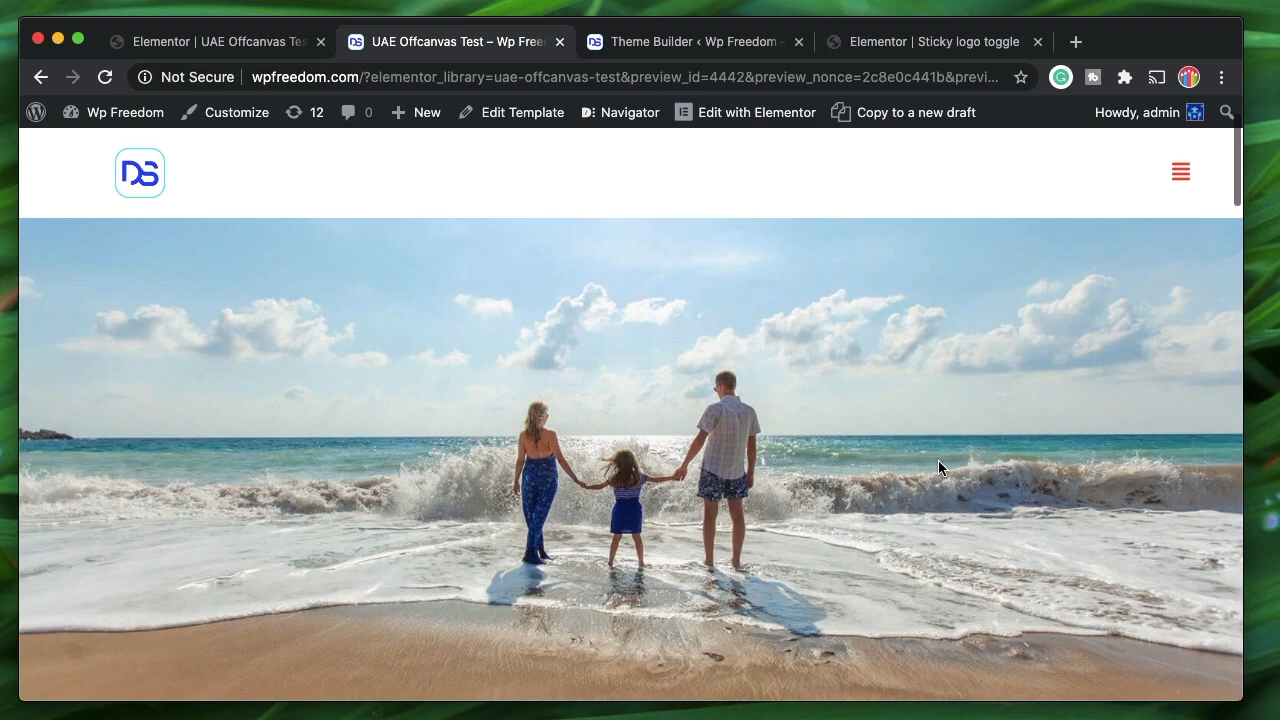 Elementor | UAE Offcanvas Tes
UAE Offcanvas Test – Wp Free
Theme Builder ‹ Wp Freedom -
Elementor | Sticky logo toggle
Not Secure
wpfreedom.com/?elementor_library=uae-offcanvas-test&preview_id=4442&preview_nonce=2c8e0c441b&previ...
Wp Freedom
Customize
12
0
New
Edit Template
Navigator
Edit with Elementor
Copy to a new draft
Howdy, admin
DS